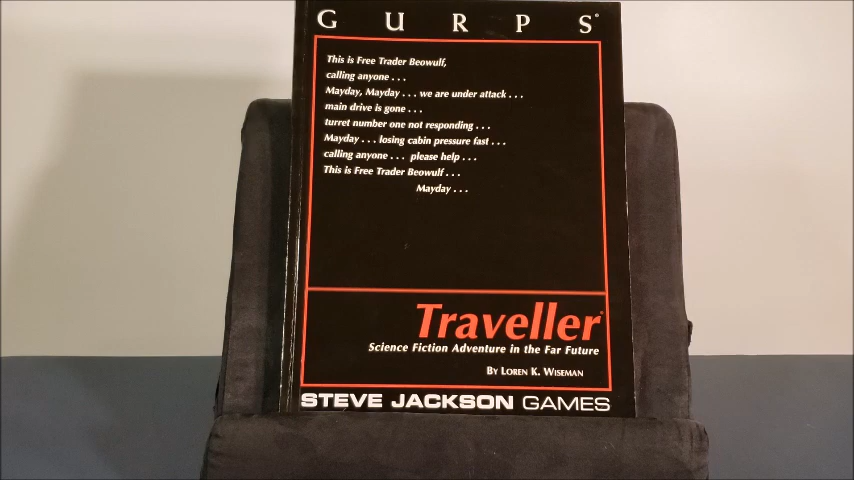 GURPS®
This is Free Trader Beowulf,
calling anyone . . .
Mayday, Mayday . . . we are under attack . . .
main drive is gone . . .
turret number one not responding . . .
Mayday . . . losing cabin pressure fast . . .
calling anyone . . . please help . . .
This is Free Trader Beowulf . . .
Mayday . . .
Traveller®
Science Fiction Adventure in the Far Future
By Loren K. Wiseman
STEVE JACKSON GAMES